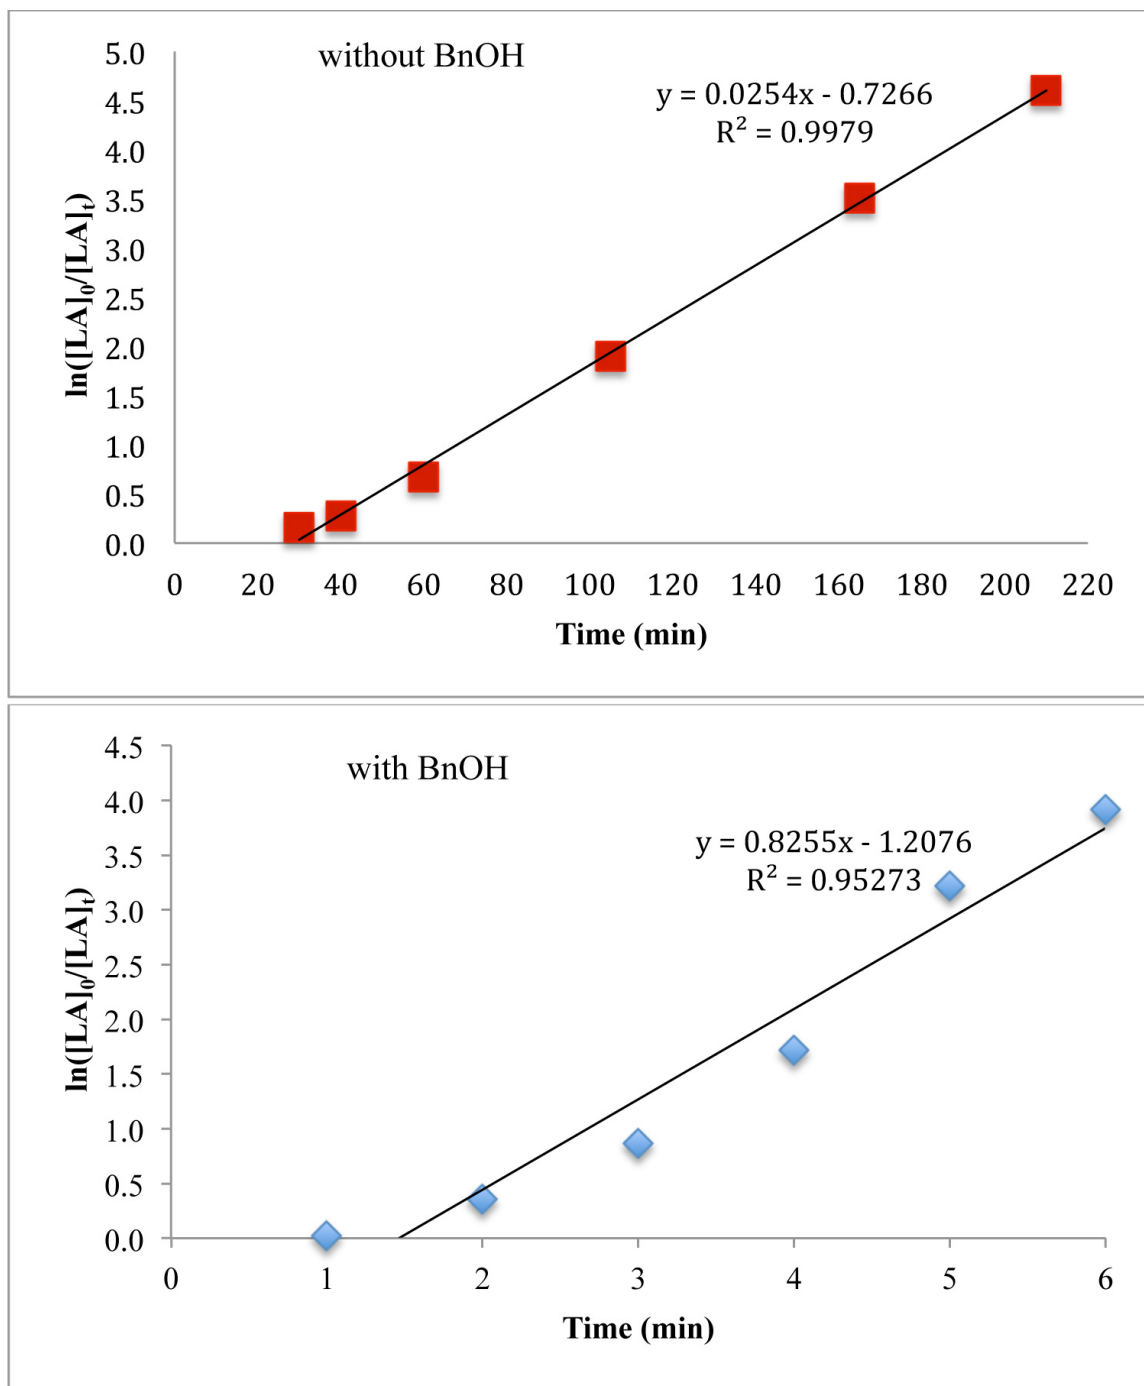 without BnOH
y = 0.0254x - 0.7266
R² = 0.9979
5.0
4.5
4.0
3.5
3.0
2.5
2.0
1.5
1.0
0.5
0.0
ln([LA]₀/[LA]ₜ)
0 20 40 60 80 100 120 140 160 180 200 220
Time (min)
with BnOH
y = 0.8255x - 1.2076
R² = 0.95273
4.5
4.0
3.5
3.0
2.5
2.0
1.5
1.0
0.5
0.0
ln([LA]₀/[LA]ₜ)
0 1 2 3 4 5 6
Time (min)